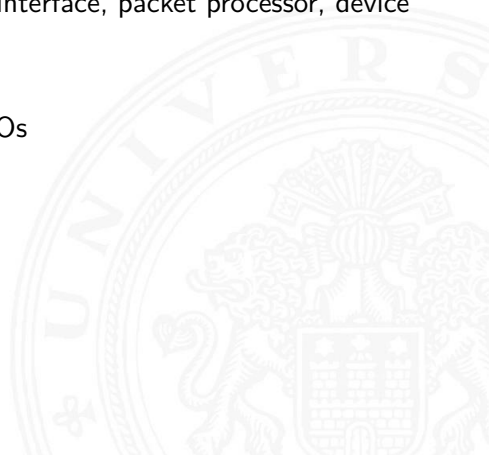 interface, packet processor, device
Os
U N I V E R S